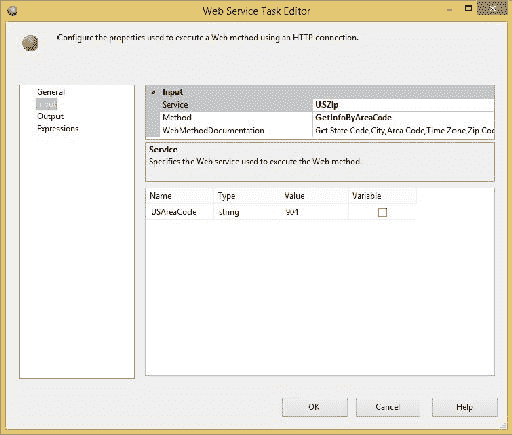 Web Service Task Editor
Configure the properties used to execute a Web method using an HTTP connection.
General
Input
Output
Expressions
Input
Service USZip
Method GetInfoByAreaCode
WebMethodDocumentation Get State Code,City,Area Code,Time Zone,Zip Cod
Service
Specifies the Web service used to execute the Web method.
Name Type Value Variable
USAreaCode string 904
OK Cancel Help